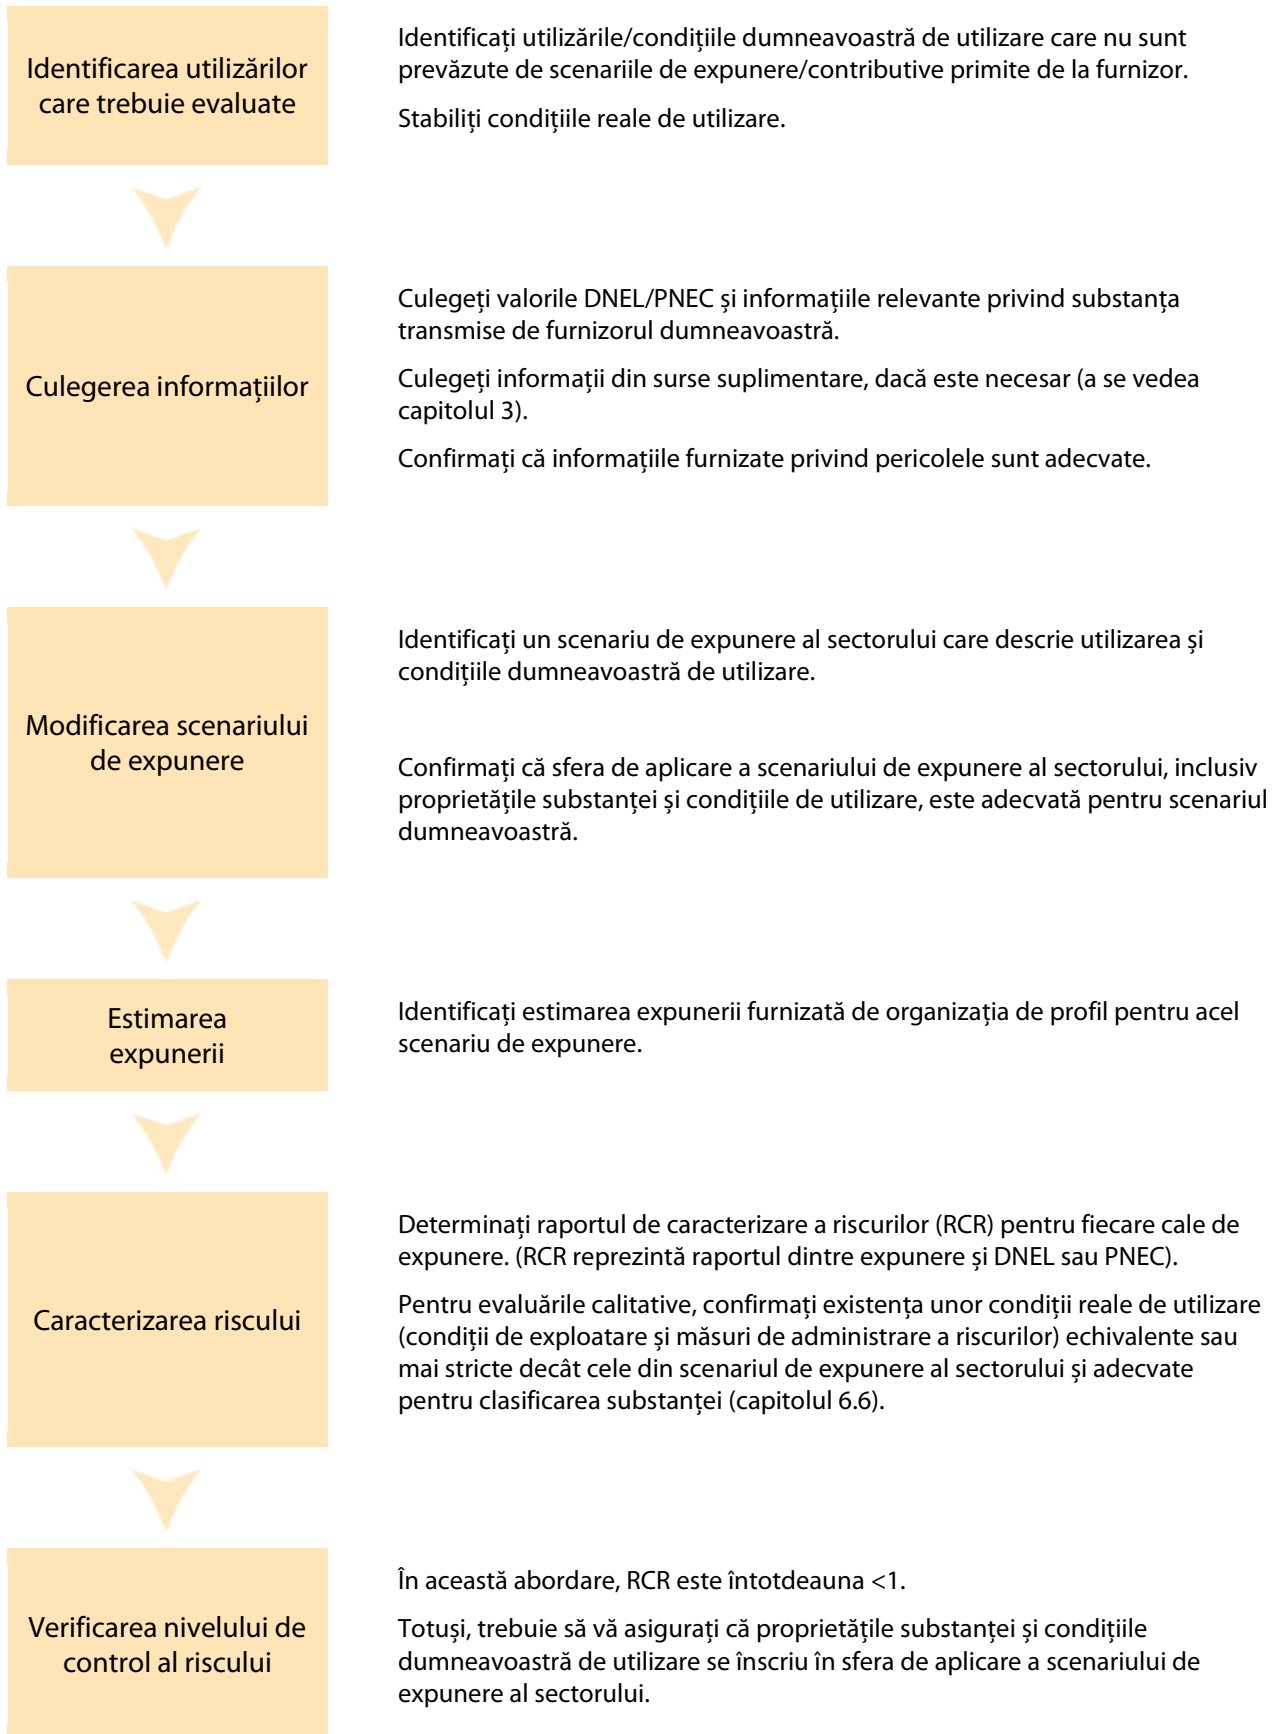 Identificarea utilizărilor
care trebuie evaluate
Identificați utilizările/condițiile dumneavoastră de utilizare care nu sunt
prevăzute de scenariile de expunere/contributive primite de la furnizor.
Stabiliți condițiile reale de utilizare.
Culegerea informațiilor
Culegeți valorile DNEL/PNEC și informațiile relevante privind substanța
transmise de furnizorul dumneavoastră.
Culegeți informații din surse suplimentare, dacă este necesar (a se vedea
capitolul 3).
Confirmați că informațiile furnizate privind pericolele sunt adecvate.
Modificarea scenariului
de expunere
Identificați un scenariu de expunere al sectorului care descrie utilizarea și
condițiile dumneavoastră de utilizare.
Confirmați că sfera de aplicare a scenariului de expunere al sectorului, inclusiv
proprietățile substanței și condițiile de utilizare, este adecvată pentru scenariul
dumneavoastră.
Estimarea
expunerii
Identificați estimarea expunerii furnizată de organizația de profil pentru acel
scenariu de expunere.
Caracterizarea riscului
Determinați raportul de caracterizare a riscurilor (RCR) pentru fiecare cale de
expunere. (RCR reprezintă raportul dintre expunere și DNEL sau PNEC).
Pentru evaluările calitative, confirmați existența unor condiții reale de utilizare
(condiții de exploatare și măsuri de administrare a riscurilor) echivalente sau
mai stricte decât cele din scenariul de expunere al sectorului și adecvate
pentru clasificarea substanței (capitolul 6.6).
Verificarea nivelului de
control al riscului
În această abordare, RCR este întotdeauna <1.
Totuși, trebuie să vă asigurați că proprietățile substanței și condițiile
dumneavoastră de utilizare se înscriu în sfera de aplicare a scenariului de
expunere al sectorului.